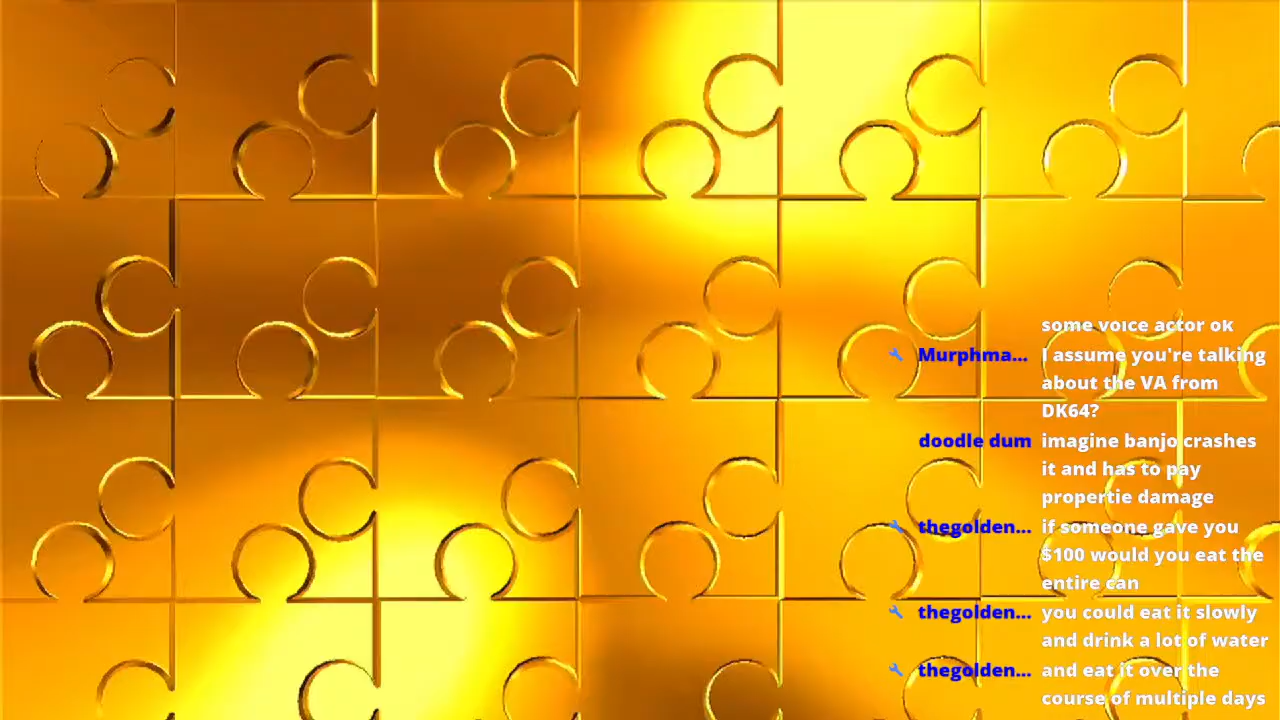 some voice actor ok
Murphma... I assume you're talking
about the VA from
DK64?
doodle dum imagine banjo crashes
it and has to pay
propertie damage
thegolden... if someone gave you
$100 would you eat the
entire can
thegolden... you could eat it slowly
and drink a lot of water
thegolden... and eat it over the
course of multiple days